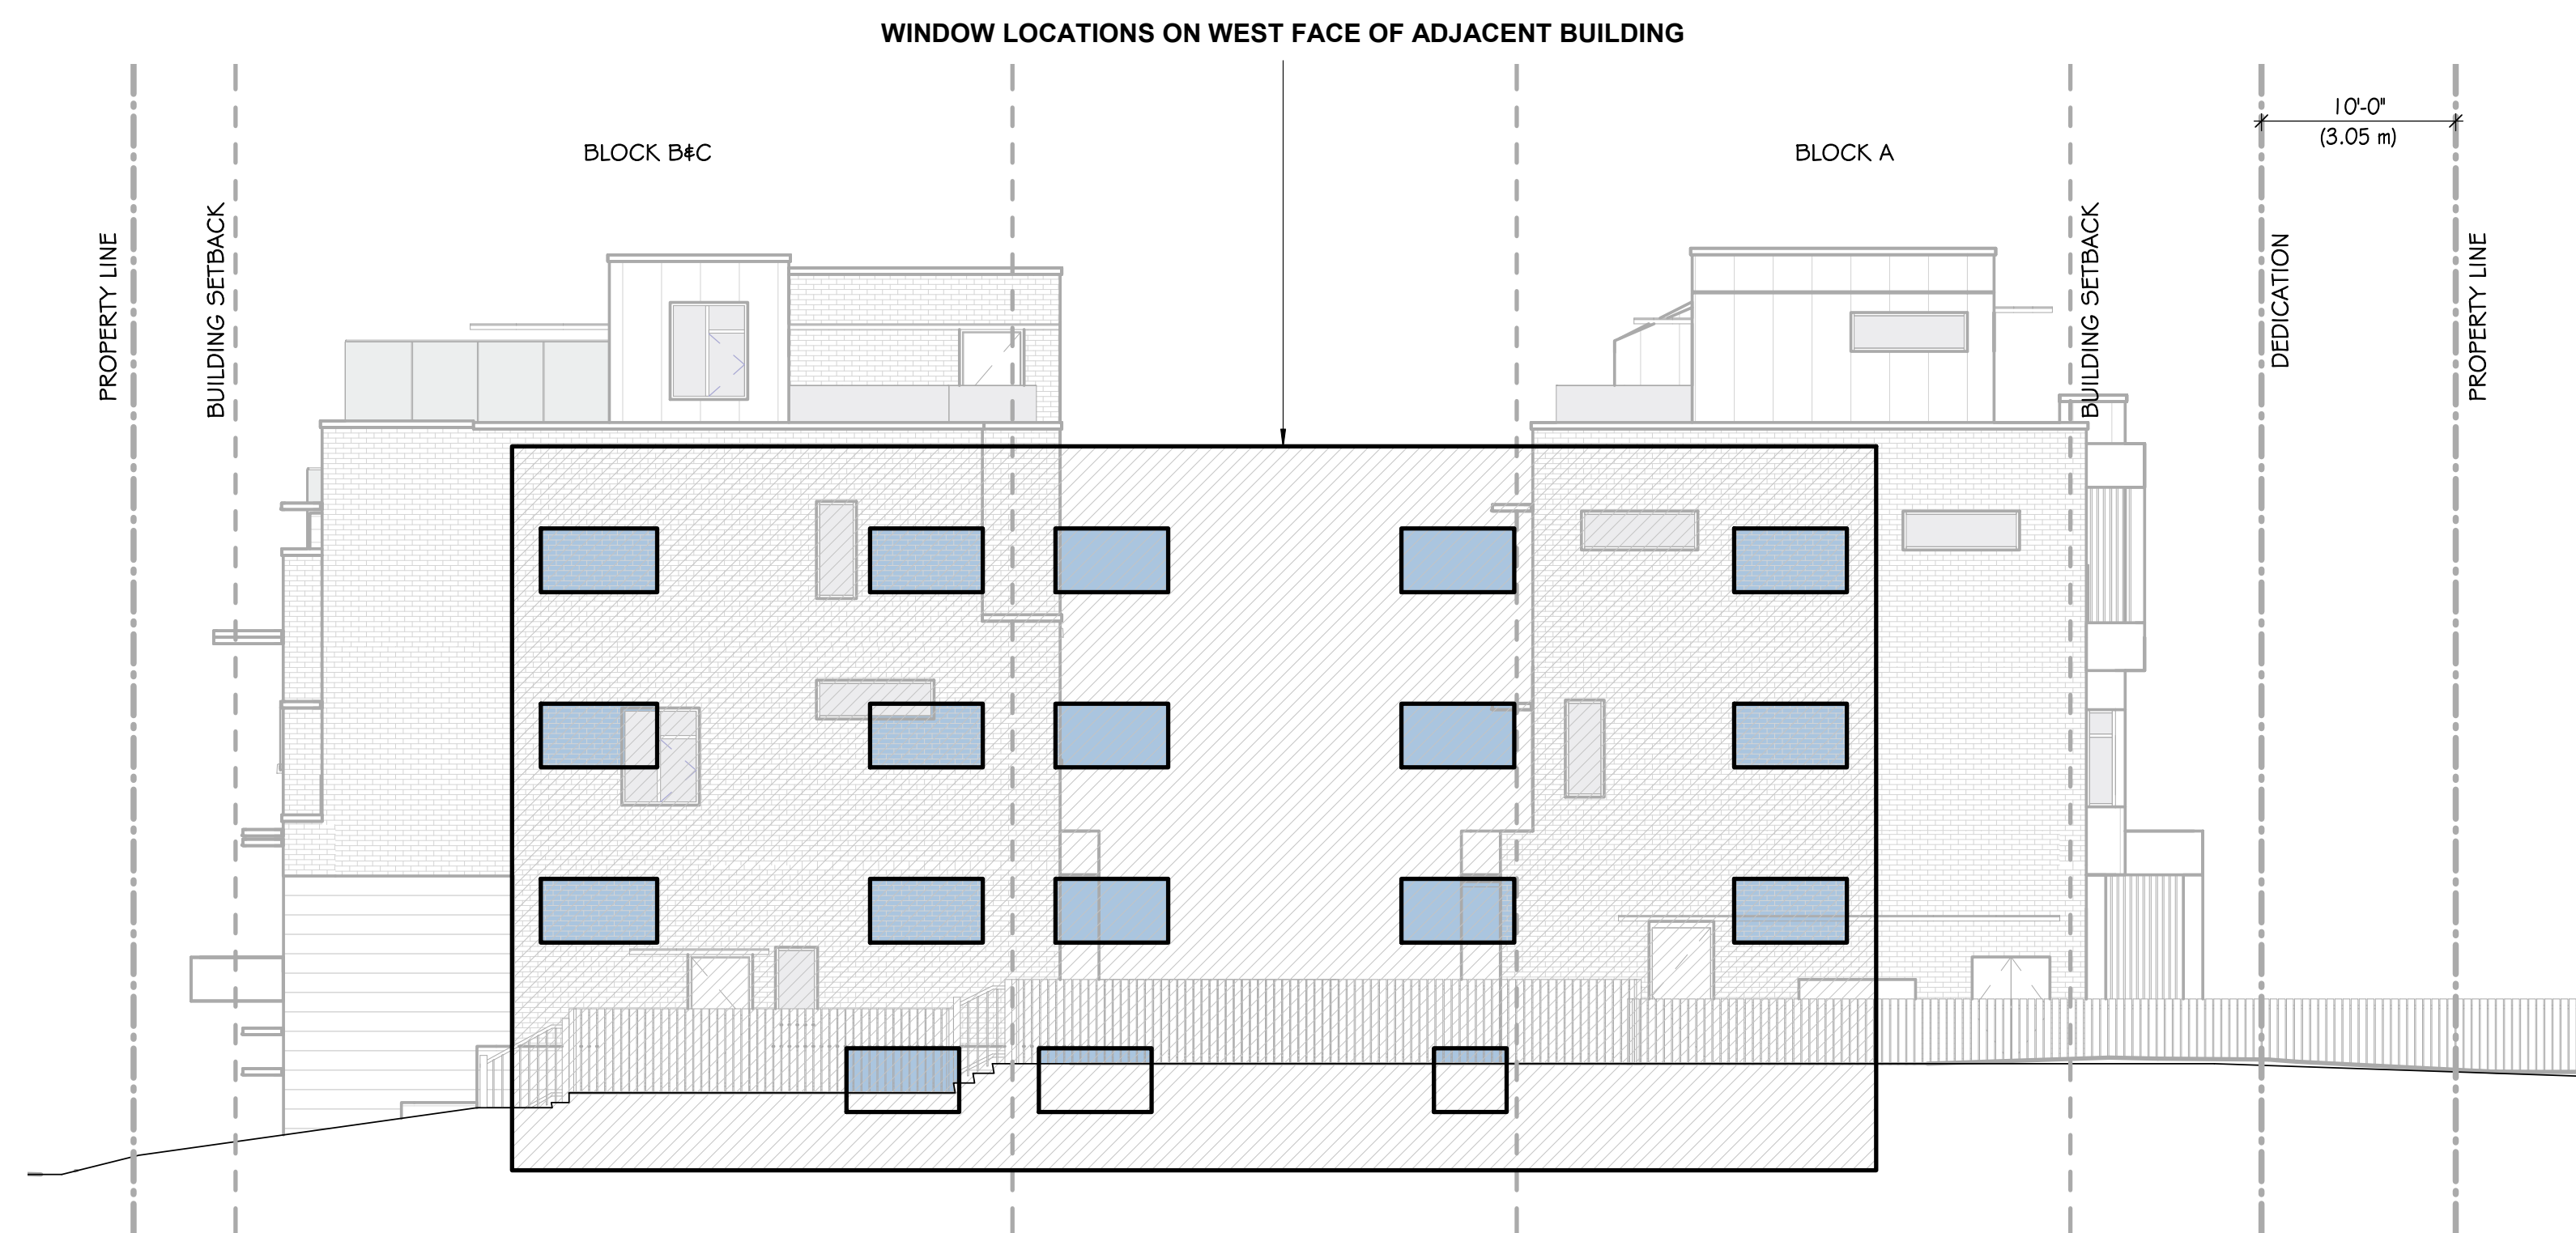 WINDOW LOCATIONS ON WEST FACE OF ADJACENT BUILDING
10'-0"
(3.05 m)
BLOCK B&C
BLOCK A
PROPERTY LINE
BUILDING SETBACK
BUILDING SETBACK
DEDICATION
PROPERTY LINE